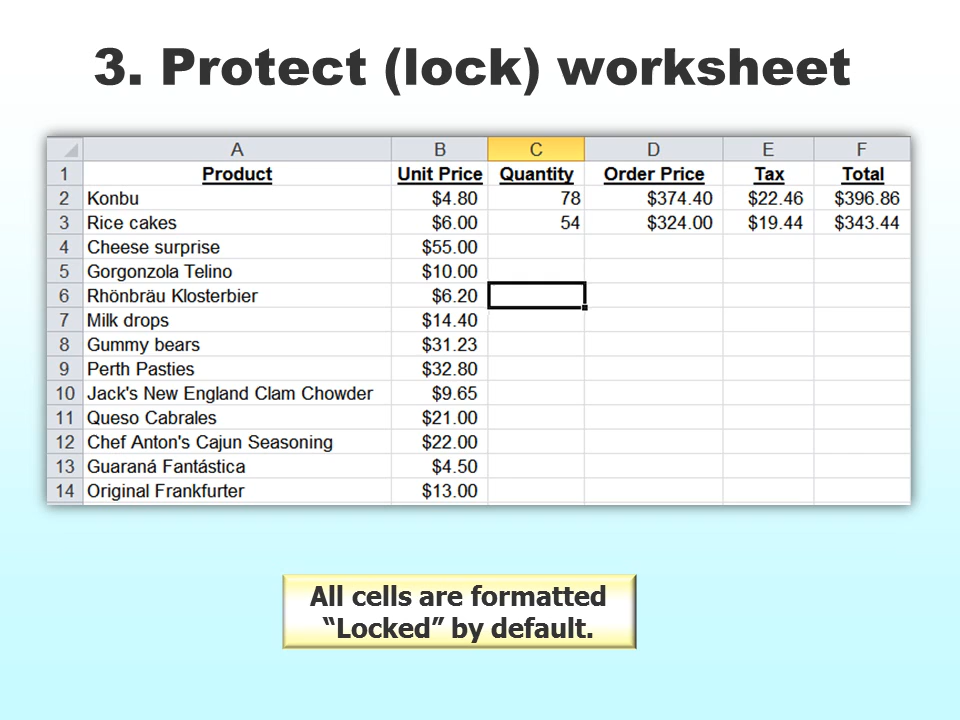 3. Protect (lock) worksheet
A B C D E F
1 Product Unit Price Quantity Order Price Tax Total
2 Konbu $4.80 78 $374.40 $22.46 $396.86
3 Rice cakes $6.00 54 $324.00 $19.44 $343.44
4 Cheese surprise $55.00
5 Gorgonzola Telino $10.00
6 Rhönbräu Klosterbier $6.20
7 Milk drops $14.40
8 Gummy bears $31.23
9 Perth Pasties $32.80
10 Jack's New England Clam Chowder $9.65
11 Queso Cabrales $21.00
12 Chef Anton's Cajun Seasoning $22.00
13 Guaraná Fantástica $4.50
14 Original Frankfurter $13.00
All cells are formatted
“Locked” by default.